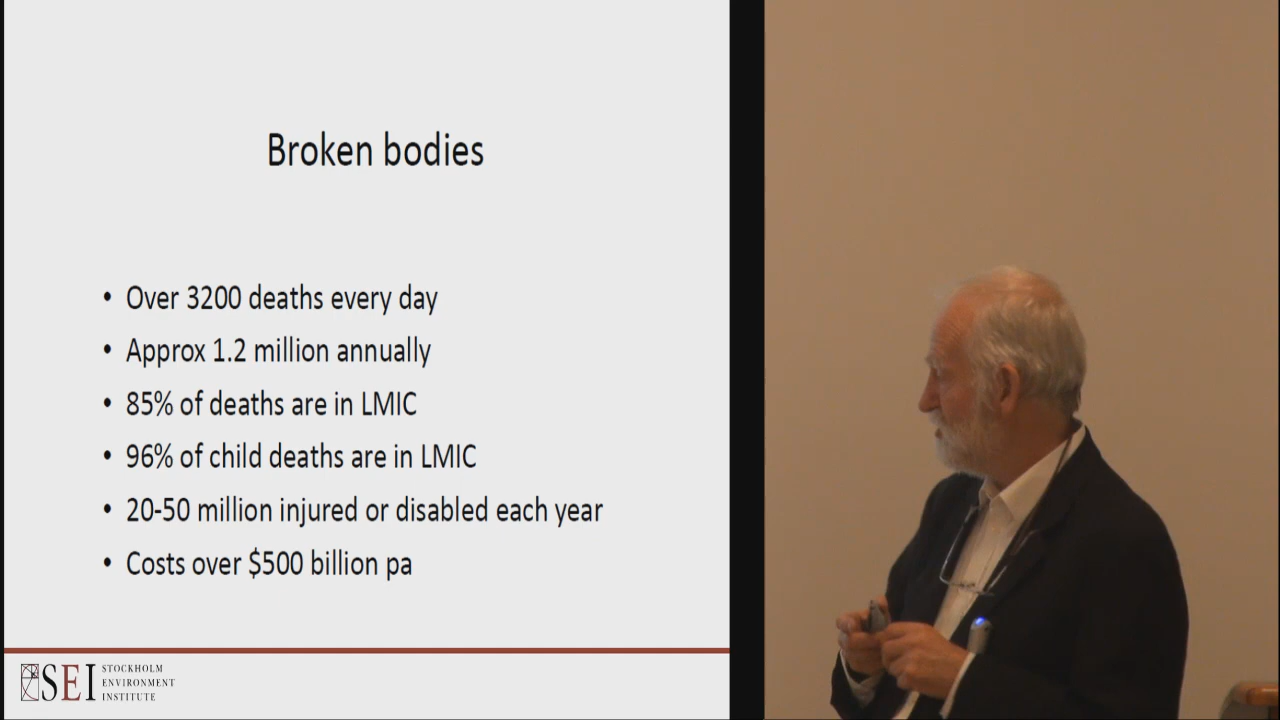 Broken bodies
• Over 3200 deaths every day
• Approx 1.2 million annually
• 85% of deaths are in LMIC
• 96% of child deaths are in LMIC
• 20-50 million injured or disabled each year
• Costs over $500 billion pa
SEI STOCKHOLM
ENVIRONMENT
INSTITUTE